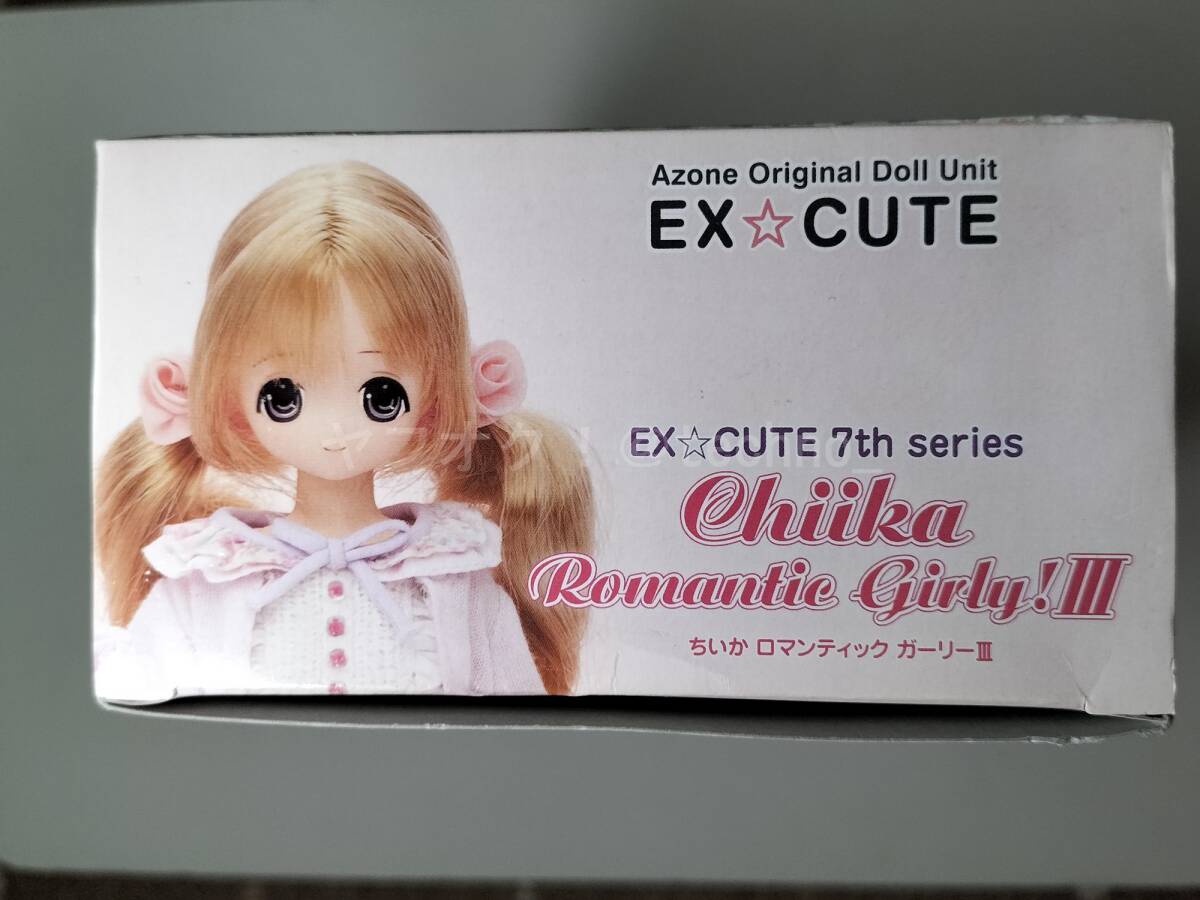 Azone Original Doll Unit
EX☆CUTE
EX☆CUTE 7th series
Chiika
Romantic Girly! III
ちいか ロマンティック ガーリーIII